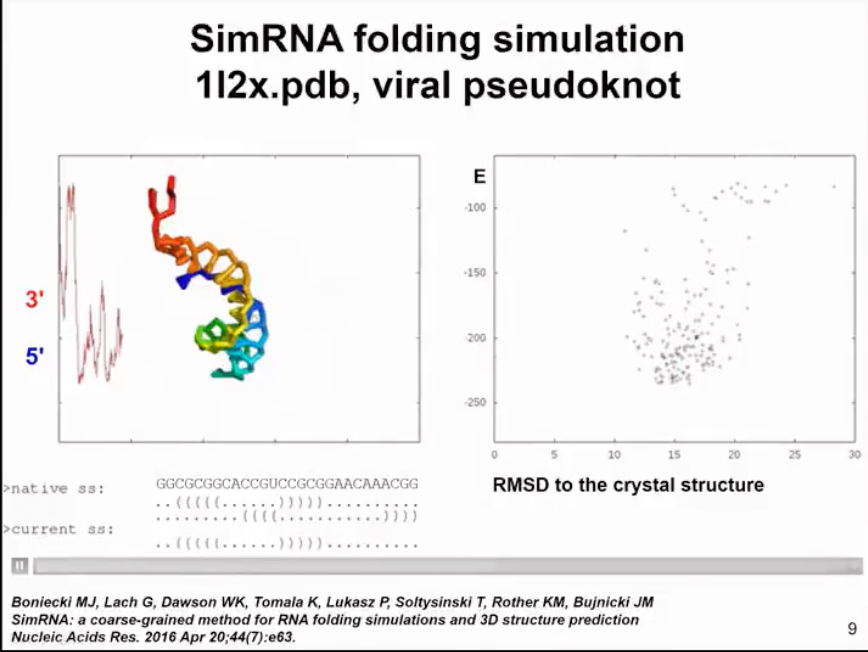 SimRNA folding simulation
1l2x.pdb, viral pseudoknot
3'
5'
E
-100
-150
-200
-250
0 5 10 15 20 25 30
RMSD to the crystal structure
>native ss: GGCGCGGCACCGUCCGCGGAACAAACGG
..(((((......)))))..........
.........((((...........))))
>current ss:
..(((((......)))))..........
Boniecki MJ, Lach G, Dawson WK, Tomala K, Lukasz P, Soltysinski T, Rother KM, Bujnicki JM
SimRNA: a coarse-grained method for RNA folding simulations and 3D structure prediction
Nucleic Acids Res. 2016 Apr 20;44(7):e63.
9